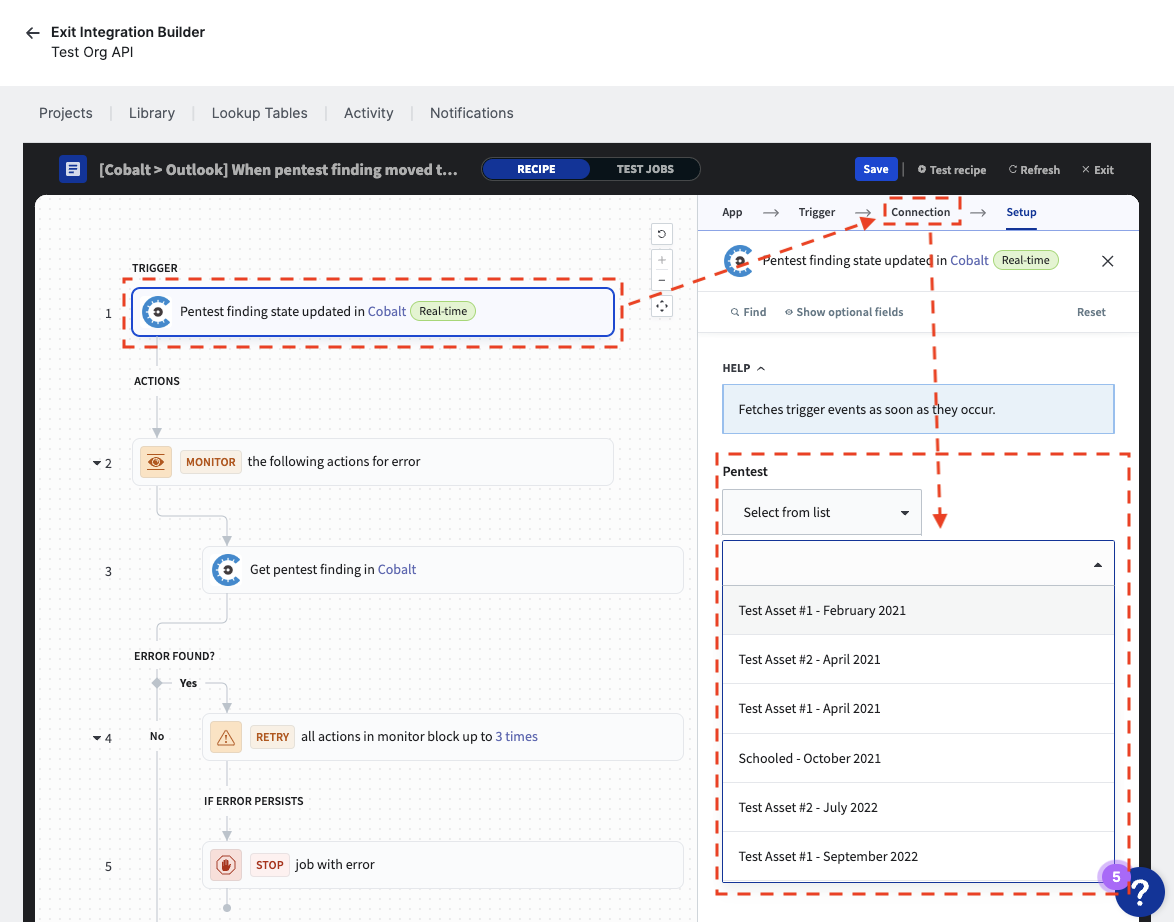 Exit Integration Builder
Test Org API
Projects
Library
Lookup Tables
Activity
Notifications
[Cobalt > Outlook] When pentest finding moved t...
RECIPE
TEST JOBS
Save
Test recipe
Refresh
Exit
App
Trigger
Connection
Setup
TRIGGER
1
Pentest finding state updated in Cobalt Real-time
ACTIONS
2
MONITOR the following actions for error
3
Get pentest finding in Cobalt
ERROR FOUND?
Yes
No
4
RETRY all actions in monitor block up to 3 times
IF ERROR PERSISTS
5
STOP job with error
Pentest finding state updated in Cobalt Real-time
Find
Show optional fields
Reset
HELP
Fetches trigger events as soon as they occur.
Pentest
Select from list
Test Asset #1 - February 2021
Test Asset #2 - April 2021
Test Asset #1 - April 2021
Schooled - October 2021
Test Asset #2 - July 2022
Test Asset #1 - September 2022
5
?